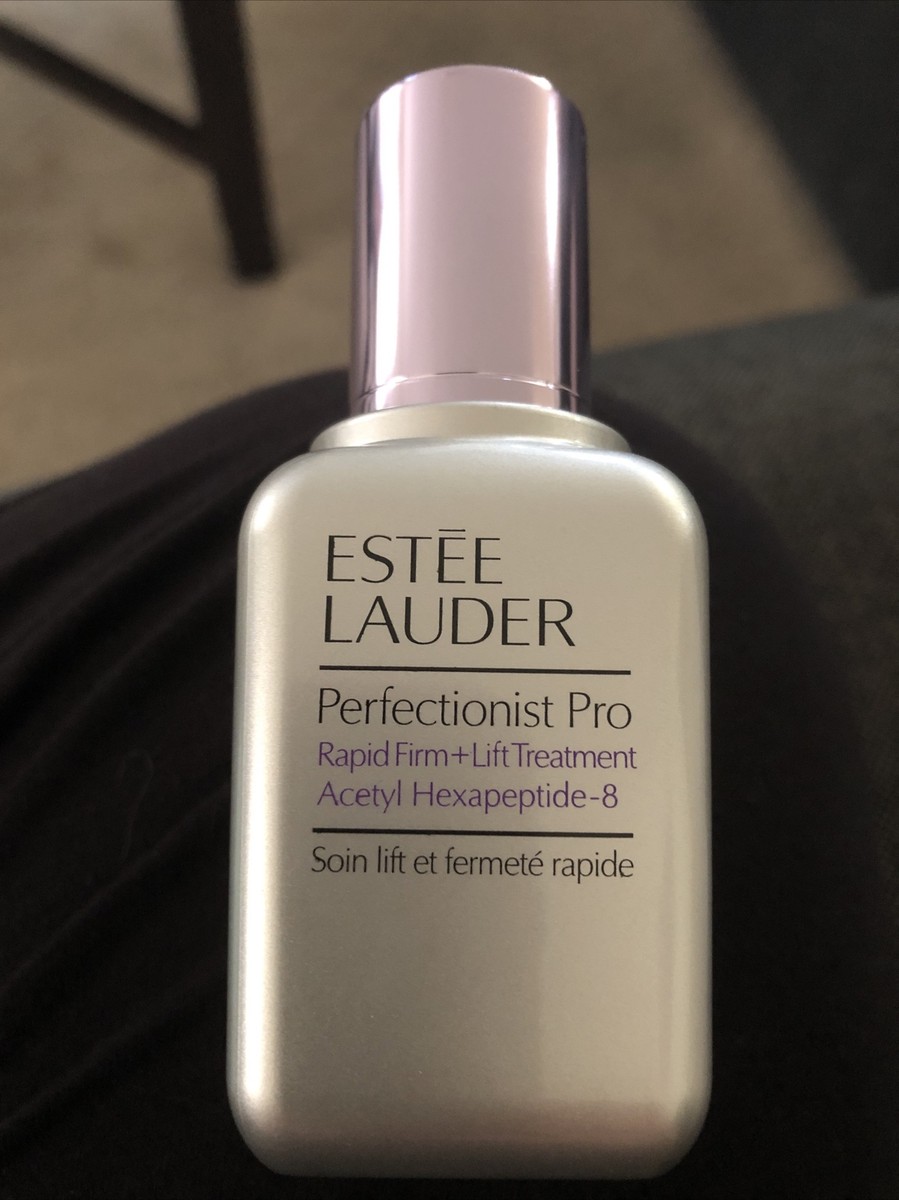 ESTĒE
LAUDER
Perfectionist Pro
Rapid Firm+Lift Treatment
Acetyl Hexapeptide-8
Soin lift et fermeté rapide